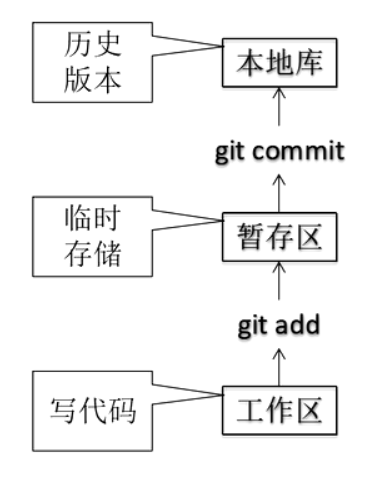 历史
版本
本地库
git commit
临时
存储
暂存区
git add
写代码
工作区